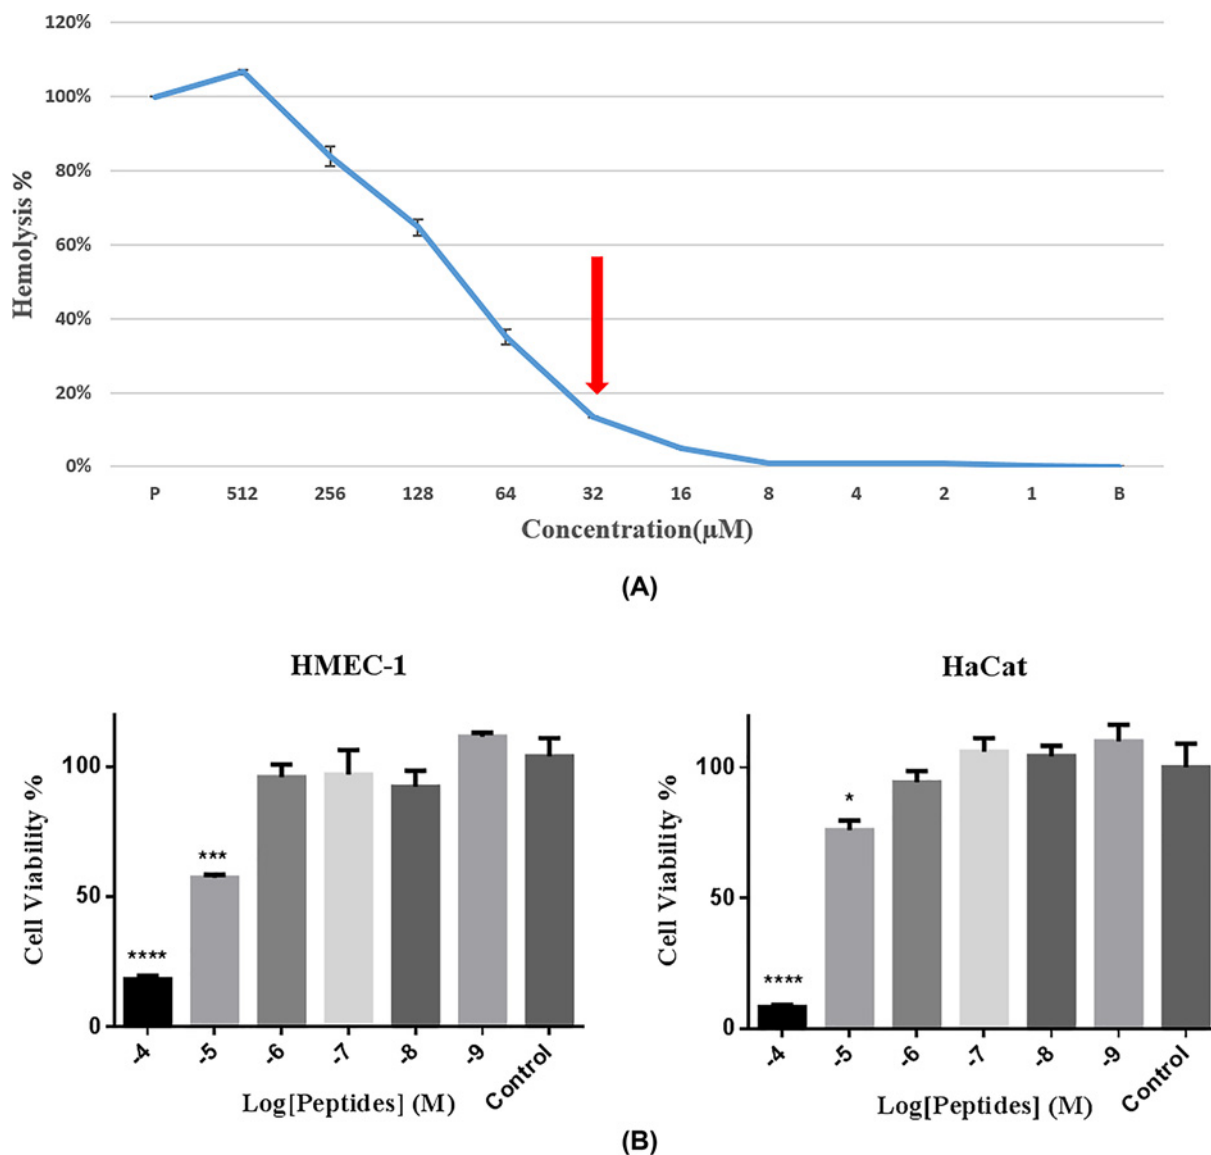 120%
100%
80%
60%
40%
20%
0%
Hemolysis %
P 512 256 128 64 32 16 8 4 2 1 B
Concentration(µM)
(A)
HMEC-1
100
50
0
Cell Viability %
****
***
-4 -5 -6 -7 -8 -9 Control
Log[Peptides] (M)
HaCat
100
50
0
Cell Viability %
****
*
-4 -5 -6 -7 -8 -9 Control
Log[Peptides] (M)
(B)